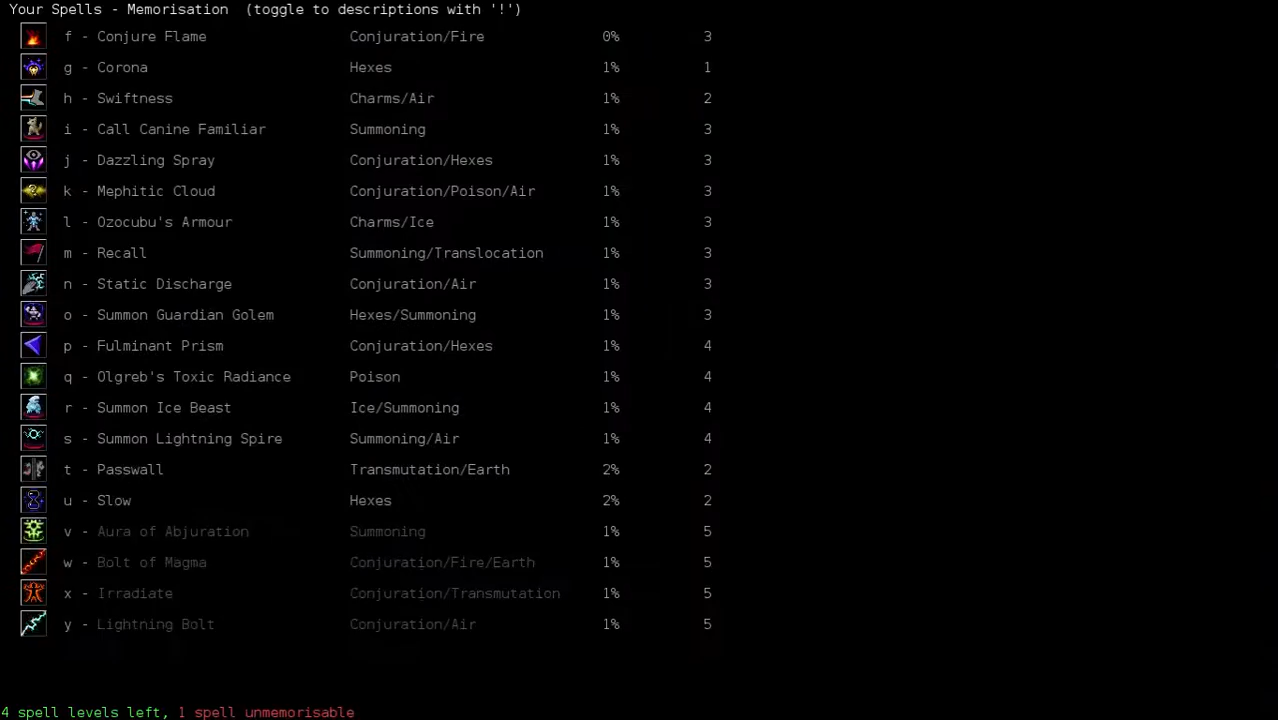 Your Spells - Memorisation  (toggle to descriptions with '!')
f - Conjure Flame Conjuration/Fire 0% 3
g - Corona Hexes 1% 1
h - Swiftness Charms/Air 1% 2
i - Call Canine Familiar Summoning 1% 3
j - Dazzling Spray Conjuration/Hexes 1% 3
k - Mephitic Cloud Conjuration/Poison/Air 1% 3
l - Ozocubu's Armour Charms/Ice 1% 3
m - Recall Summoning/Translocation 1% 3
n - Static Discharge Conjuration/Air 1% 3
o - Summon Guardian Golem Hexes/Summoning 1% 3
p - Fulminant Prism Conjuration/Hexes 1% 4
q - Olgreb's Toxic Radiance Poison 1% 4
r - Summon Ice Beast Ice/Summoning 1% 4
s - Summon Lightning Spire Summoning/Air 1% 4
t - Passwall Transmutation/Earth 2% 2
u - Slow Hexes 2% 2
v - Aura of Abjuration Summoning 1% 5
w - Bolt of Magma Conjuration/Fire/Earth 1% 5
x - Irradiate Conjuration/Transmutation 1% 5
y - Lightning Bolt Conjuration/Air 1% 5
4 spell levels left, 1 spell unmemorisable